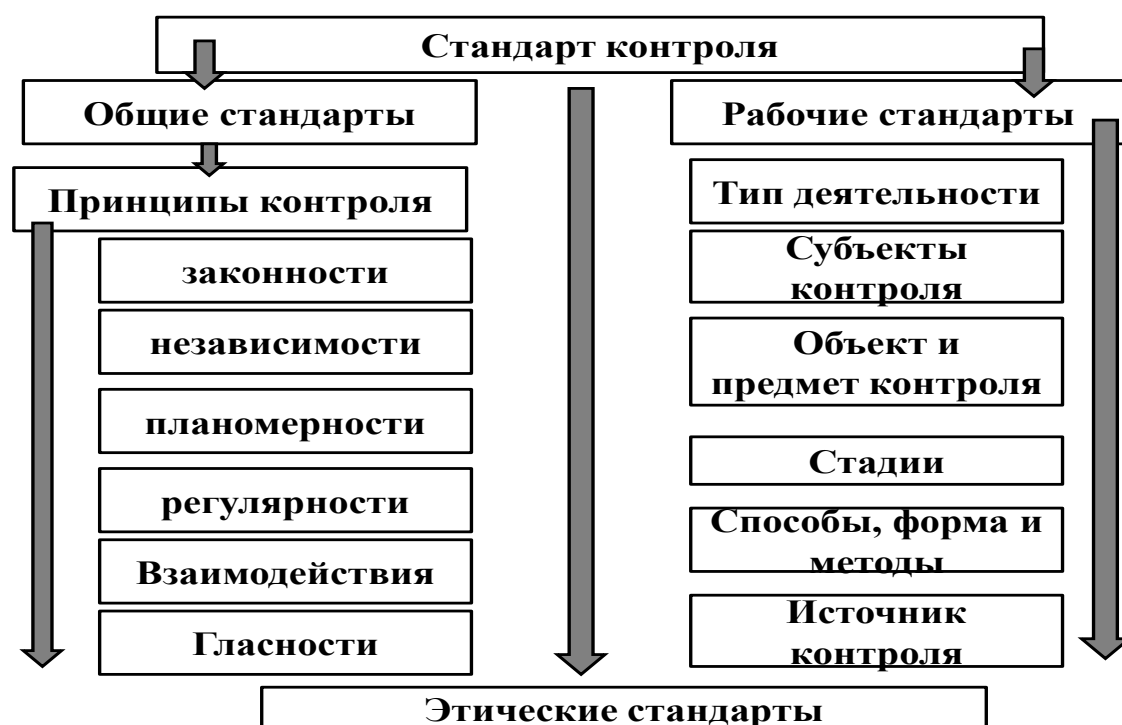 Стандарт контроля
Общие стандарты
Рабочие стандарты
Принципы контроля
законности
независимости
планомерности
регулярности
Взаимодействия
Гласности
Тип деятельности
Субъекты
контроля
Объект и
предмет контроля
Стадии
Способы, форма и
методы
Источник
контроля
Этические стандарты